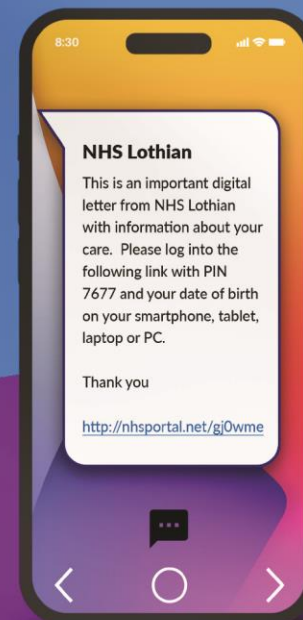 8:30
NHS Lothian
This is an important digital
letter from NHS Lothian
with information about your
care. Please log into the
following link with PIN
7677 and your date of birth
on your smartphone, tablet,
laptop or PC.
Thank you
http://nhsportal.net/gj0wme